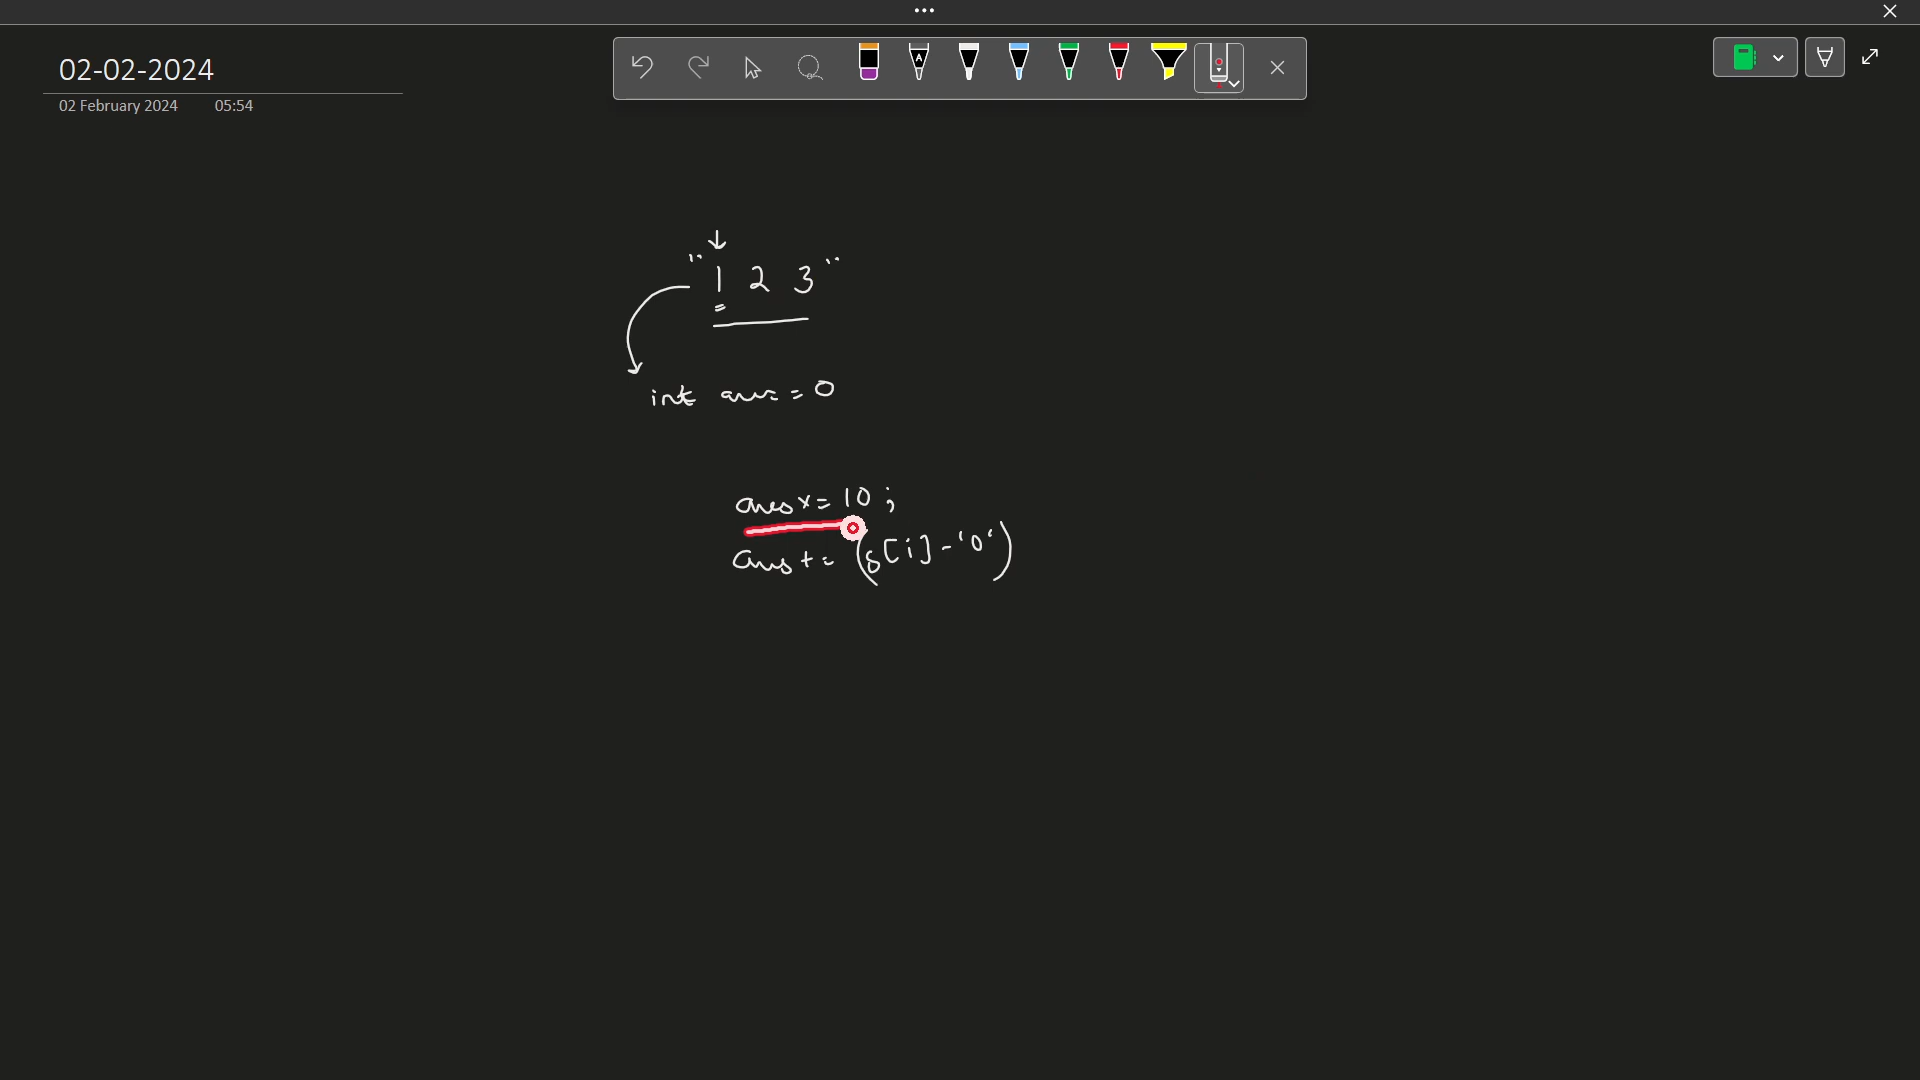 02-02-2024
02 February 2024 05:54
"1 2 3"
int ans = 0
ans x= 10 ;
ans += (s[i] - '0')